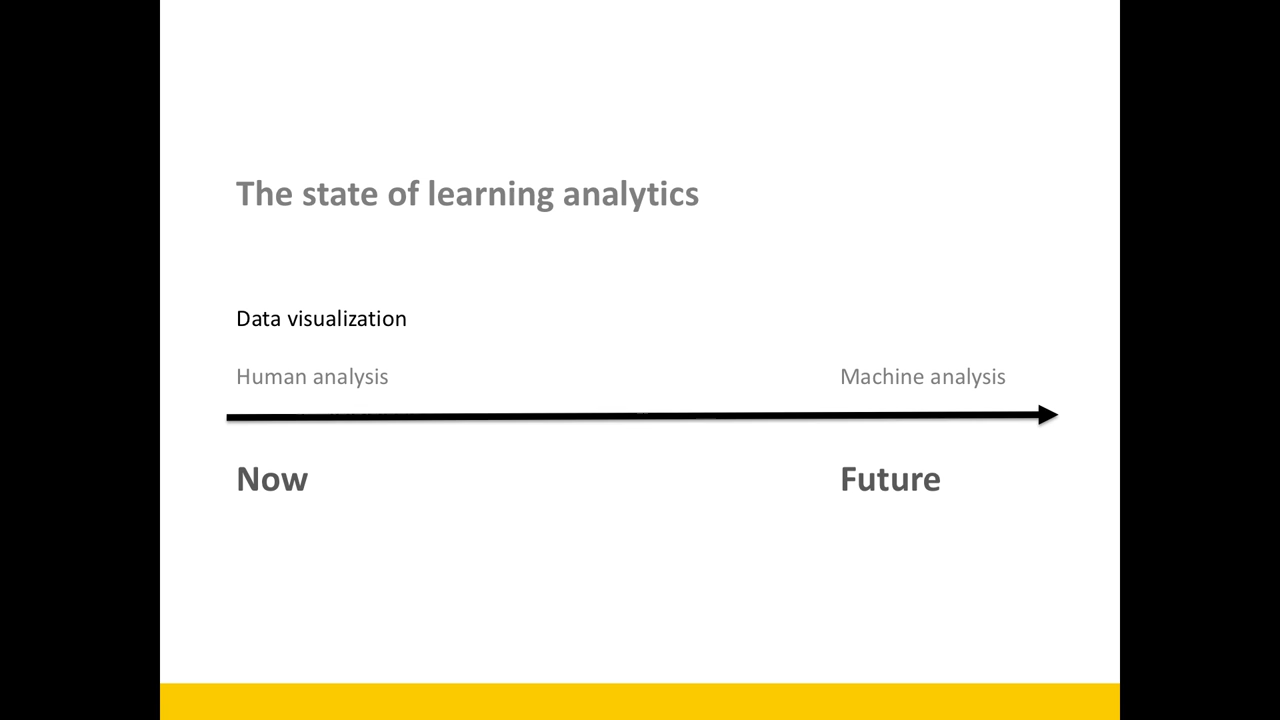 The state of learning analytics
Data visualization
Human analysis
Machine analysis
Now
Future